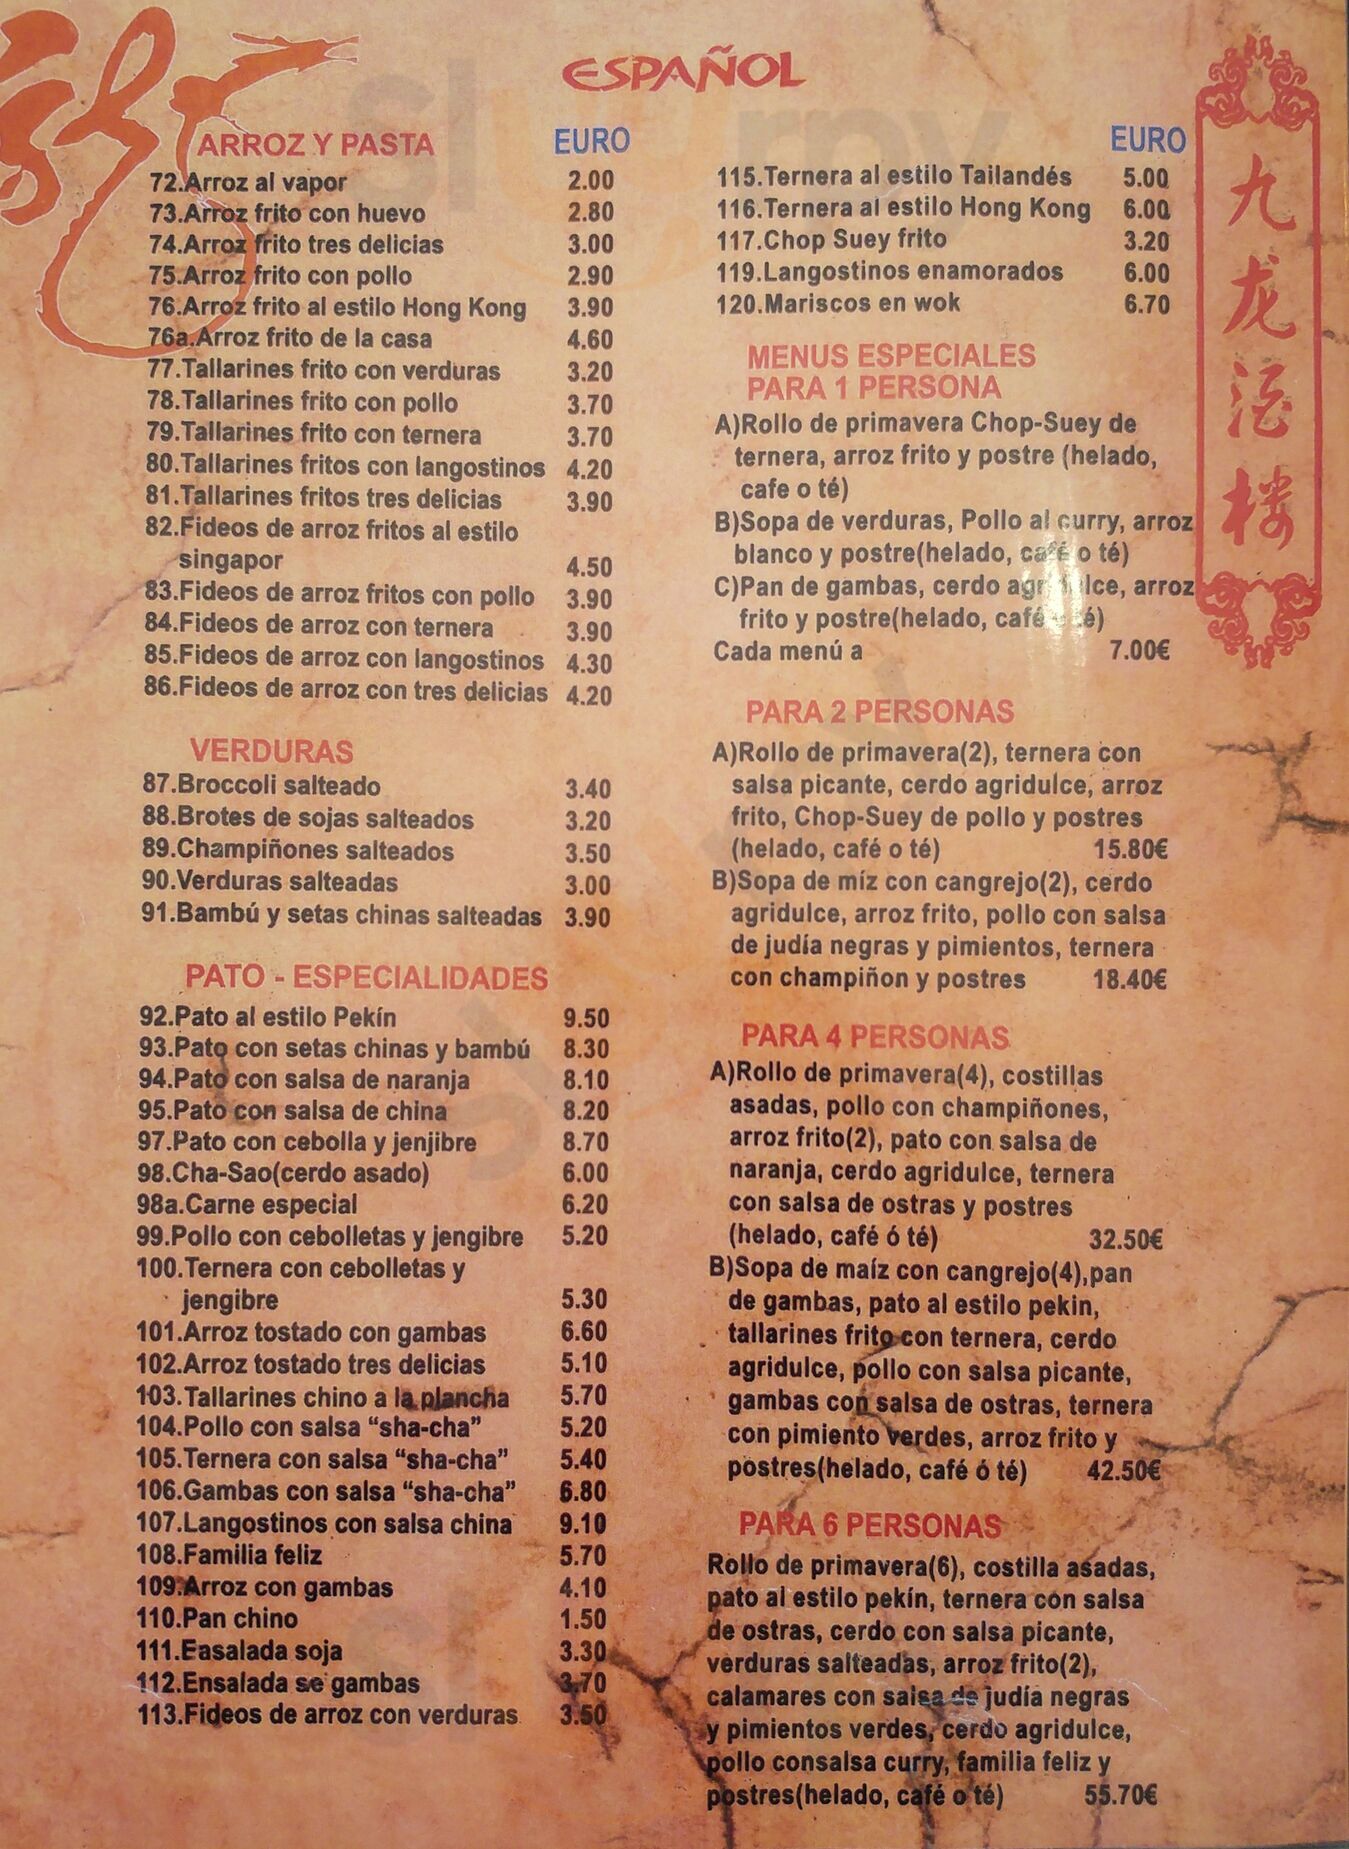 ESPAÑOL
ARROZ Y PASTA EURO
72.Arroz al vapor 2.00
73.Arroz frito con huevo 2.80
74.Arroz frito tres delicias 3.00
75.Arroz frito con pollo 2.90
76.Arroz frito al estilo Hong Kong 3.90
76a.Arroz frito de la casa 4.60
77.Tallarines frito con verduras 3.20
78.Tallarines frito con pollo 3.70
79.Tallarines frito con ternera 3.70
80.Tallarines fritos con langostinos 4.20
81.Tallarines fritos tres delicias 3.90
82.Fideos de arroz fritos al estilo
singapor 4.50
83.Fideos de arroz fritos con pollo 3.90
84.Fideos de arroz con ternera 3.90
85.Fideos de arroz con langostinos 4.30
86.Fideos de arroz con tres delicias 4.20
VERDURAS
87.Broccoli salteado 3.40
88.Brotes de sojas salteados 3.20
89.Champiñones salteados 3.50
90.Verduras salteadas 3.00
91.Bambú y setas chinas salteadas 3.90
PATO - ESPECIALIDADES
92.Pato al estilo Pekín 9.50
93.Pato con setas chinas y bambú 8.30
94.Pato con salsa de naranja 8.10
95.Pato con salsa de china 8.20
97.Pato con cebolla y jenjibre 8.70
98.Cha-Sao(cerdo asado) 6.00
98a.Carne especial 6.20
99.Pollo con cebolletas y jengibre 5.20
100.Ternera con cebolletas y
jengibre 5.30
101.Arroz tostado con gambas 6.60
102.Arroz tostado tres delicias 5.10
103.Tallarines chino a la plancha 5.70
104.Pollo con salsa “sha-cha” 5.20
105.Ternera con salsa “sha-cha” 5.40
106.Gambas con salsa “sha-cha” 6.80
107.Langostinos con salsa china 9.10
108.Familia feliz 5.70
109.Arroz con gambas 4.10
110.Pan chino 1.50
111.Easalada soja 3.30
112.Ensalada se gambas 3.70
113.Fideos de arroz con verduras 3.50
EURO
115.Ternera al estilo Tailandés 5.00
116.Ternera al estilo Hong Kong 6.00
117.Chop Suey frito 3.20
119.Langostinos enamorados 6.00
120.Mariscos en wok 6.70
MENUS ESPECIALES
PARA 1 PERSONA
A)Rollo de primavera Chop-Suey de
ternera, arroz frito y postre (helado,
cafe o té)
B)Sopa de verduras, Pollo al curry, arroz
blanco y postre(helado, café o té)
C)Pan de gambas, cerdo agridulce, arroz
frito y postre(helado, café o té)
Cada menú a 7.00€
PARA 2 PERSONAS
A)Rollo de primavera(2), ternera con
salsa picante, cerdo agridulce, arroz
frito, Chop-Suey de pollo y postres
(helado, café o té) 15.80€
B)Sopa de míz con cangrejo(2), cerdo
agridulce, arroz frito, pollo con salsa
de judía negras y pimientos, ternera
con champiñon y postres 18.40€
PARA 4 PERSONAS
A)Rollo de primavera(4), costillas
asadas, pollo con champiñones,
arroz frito(2), pato con salsa de
naranja, cerdo agridulce, ternera
con salsa de ostras y postres
(helado, café ó té) 32.50€
B)Sopa de maíz con cangrejo(4),pan
de gambas, pato al estilo pekin,
tallarines frito con ternera, cerdo
agridulce, pollo con salsa picante,
gambas con salsa de ostras, ternera
con pimiento verdes, arroz frito y
postres(helado, café ó té) 42.50€
PARA 6 PERSONAS
Rollo de primavera(6), costilla asadas,
pato al estilo pekín, ternera con salsa
de ostras, cerdo con salsa picante,
verduras salteadas, arroz frito(2),
calamares con salsa de judía negras
y pimientos verdes, cerdo agridulce,
pollo consalsa curry, familia feliz y
postres(helado, café o té) 55.70€
九龙酒楼